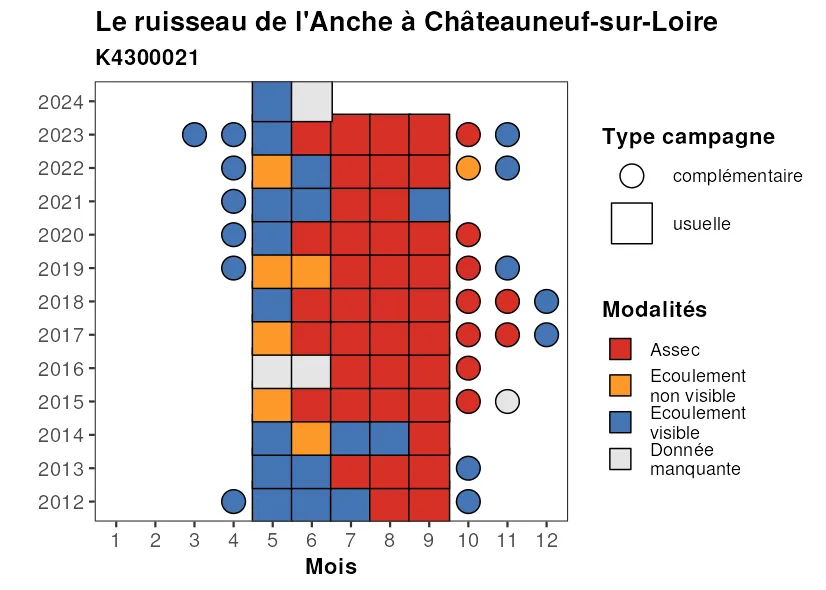 Le ruisseau de l'Anche à Châteauneuf-sur-Loire
K4300021
2024
2023
2022
2021
2020
2019
2018
2017
2016
2015
2014
2013
2012
1 2 3 4 5 6 7 8 9 10 11 12
Mois
Type campagne
complémentaire
usuelle
Modalités
Assec
Ecoulement
non visible
Ecoulement
visible
Donnée
manquante